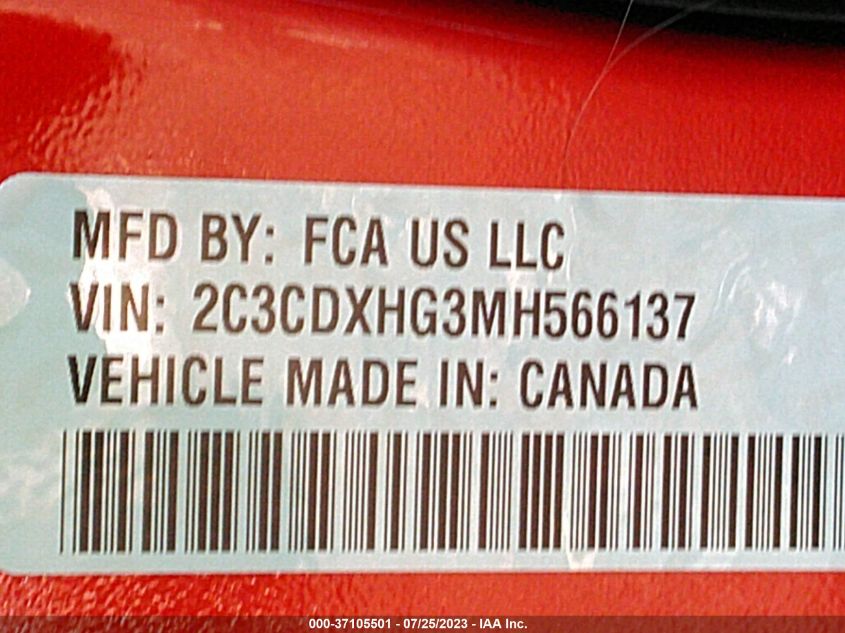 MFD BY: FCA US LLC
VIN: 2C3CDXHG3MH566137
VEHICLE MADE IN: CANADA
000-37105501 - 07/25/2023 - IAA Inc.